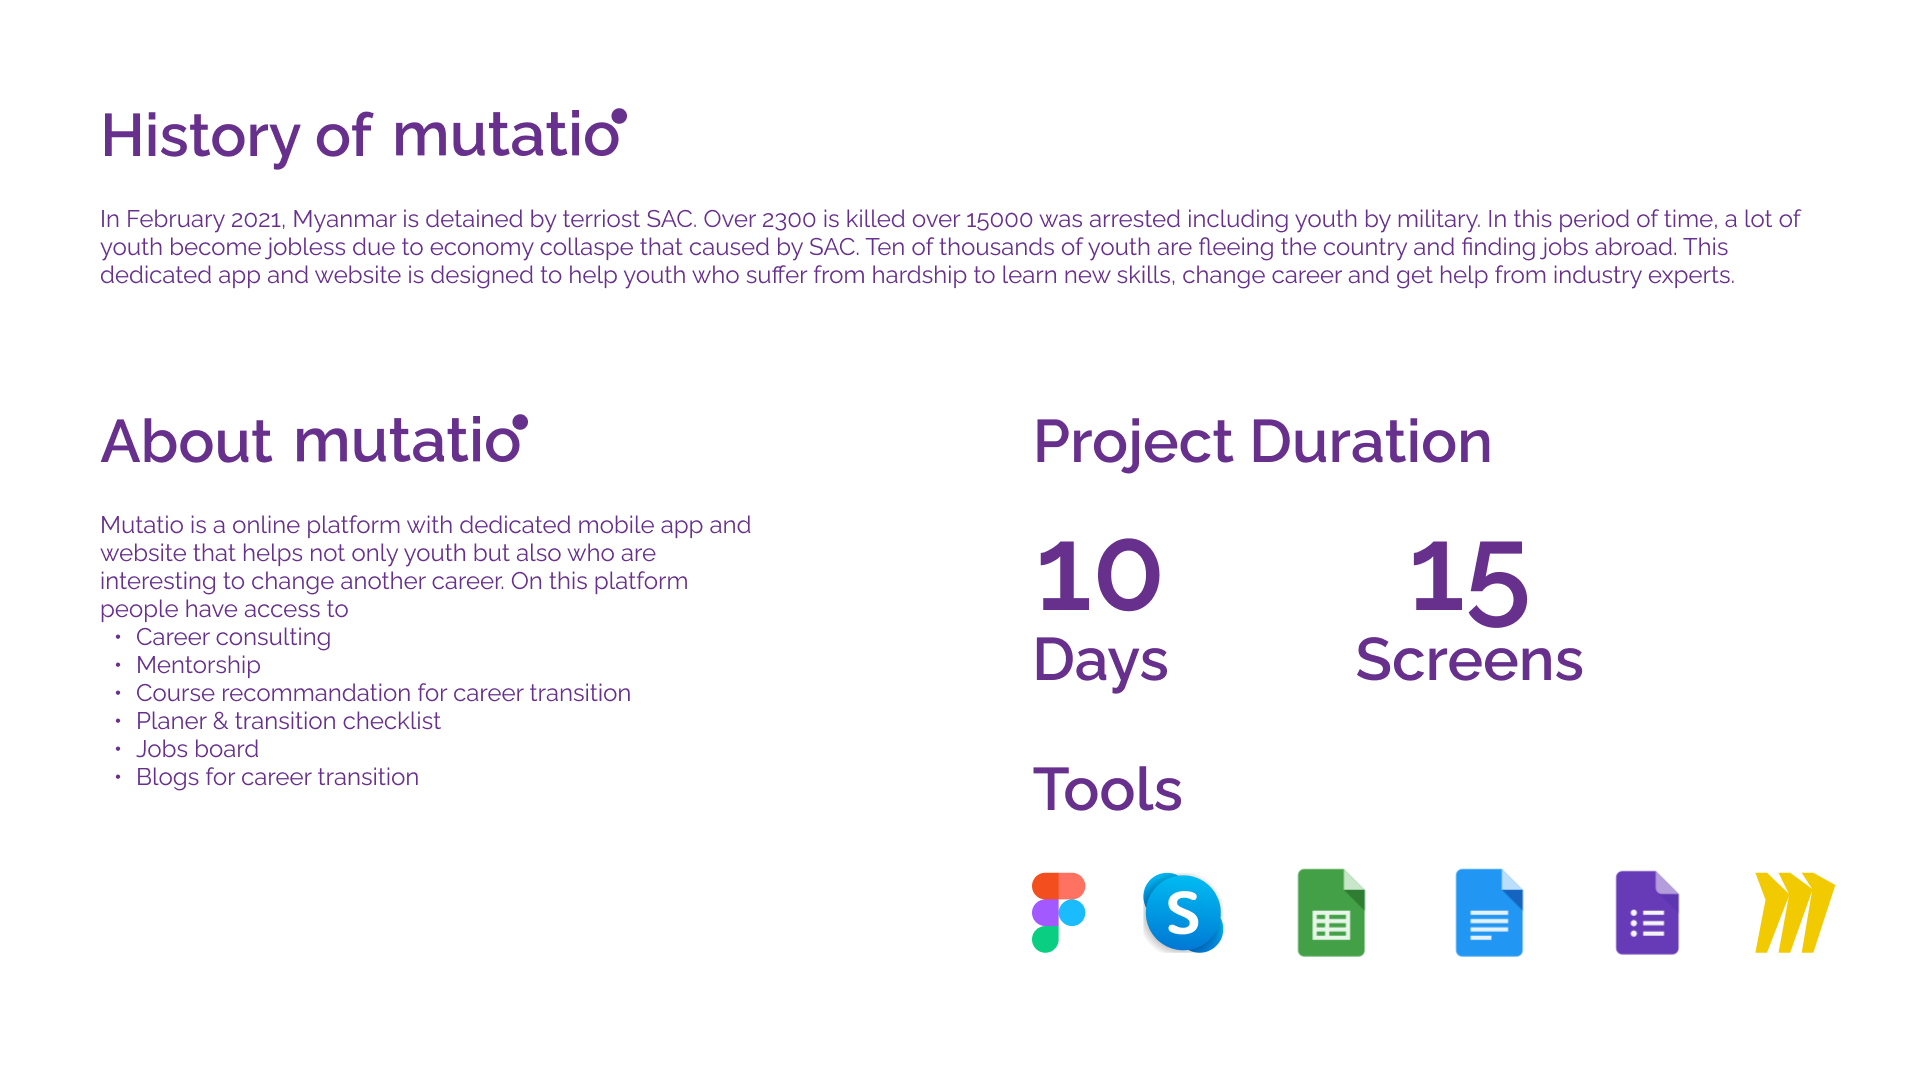 History of mutatio
In February 2021, Myanmar is detained by terriost SAC. Over 2300 is killed over 15000 was arrested including youth by military. In this period of time, a lot of
youth become jobless due to economy collaspe that caused by SAC. Ten of thousands of youth are fleeing the country and finding jobs abroad. This
dedicated app and website is designed to help youth who suffer from hardship to learn new skills, change career and get help from industry experts.
About mutatio
Mutatio is a online platform with dedicated mobile app and
website that helps not only youth but also who are
interesting to change another career. On this platform
people have access to
• Career consulting
• Mentorship
• Course recommandation for career transition
• Planer & transition checklist
• Jobs board
• Blogs for career transition
Project Duration
10 15
Days Screens
Tools
S